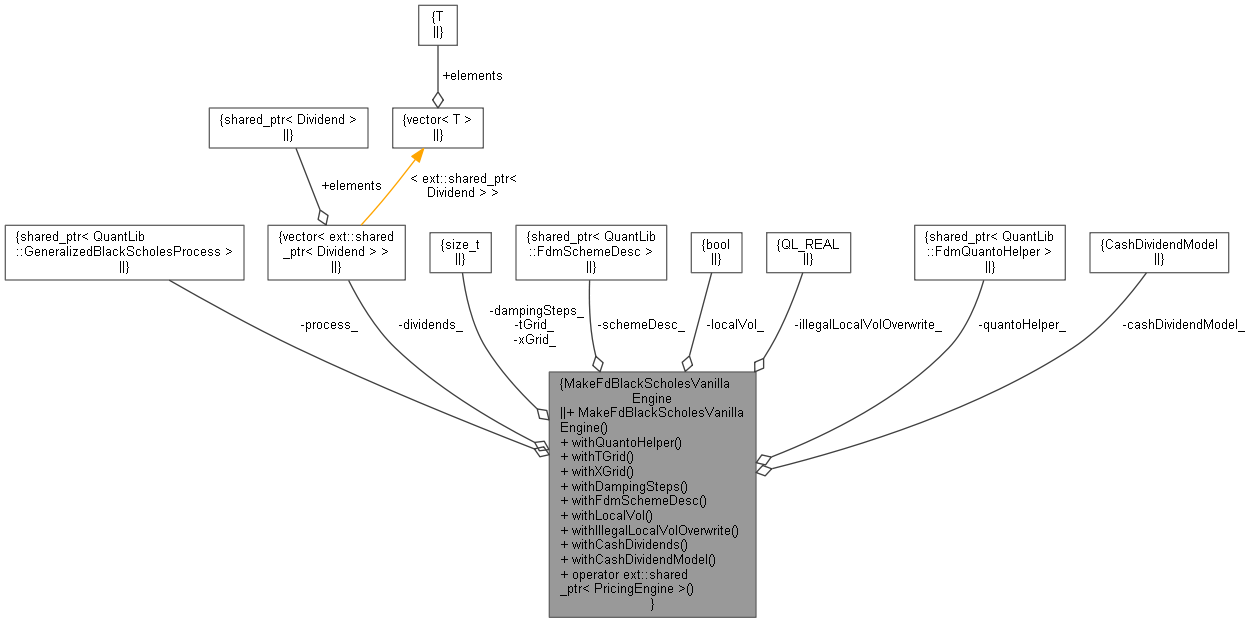 {T
||}
+elements
{shared_ptr< Dividend >
||}
{vector< T >
||}
+elements
< ext::shared_ptr<
Dividend > >
{shared_ptr< QuantLib
::GeneralizedBlackScholesProcess >
||}
{vector< ext::shared
_ptr< Dividend > >
||}
{size_t
||}
{shared_ptr< QuantLib
::FdmSchemeDesc >
||}
{bool
||}
{QL_REAL
||}
{shared_ptr< QuantLib
::FdmQuantoHelper >
||}
{CashDividendModel
||}
-process_
-dividends_
-dampingSteps_
-tGrid_
-xGrid_
-schemeDesc_
-localVol_
-illegalLocalVolOverwrite_
-quantoHelper_
-cashDividendModel_
{MakeFdBlackScholesVanilla
Engine
||+ MakeFdBlackScholesVanilla
Engine()
+ withQuantoHelper()
+ withTGrid()
+ withXGrid()
+ withDampingSteps()
+ withFdmSchemeDesc()
+ withLocalVol()
+ withIllegalLocalVolOverwrite()
+ withCashDividends()
+ withCashDividendModel()
+ operator ext::shared
_ptr< PricingEngine >()
}